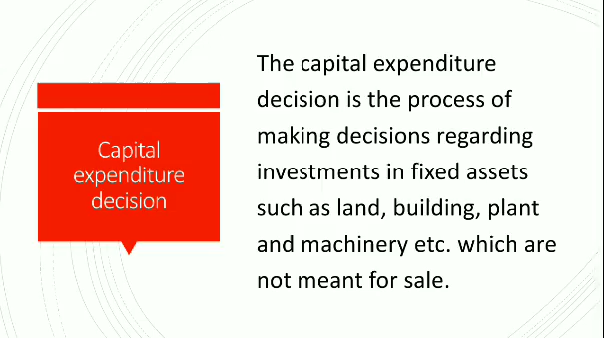 Capital
expenditure
decision
The capital expenditure
decision is the process of
making decisions regarding
investments in fixed assets
such as land, building, plant
and machinery etc. which are
not meant for sale.